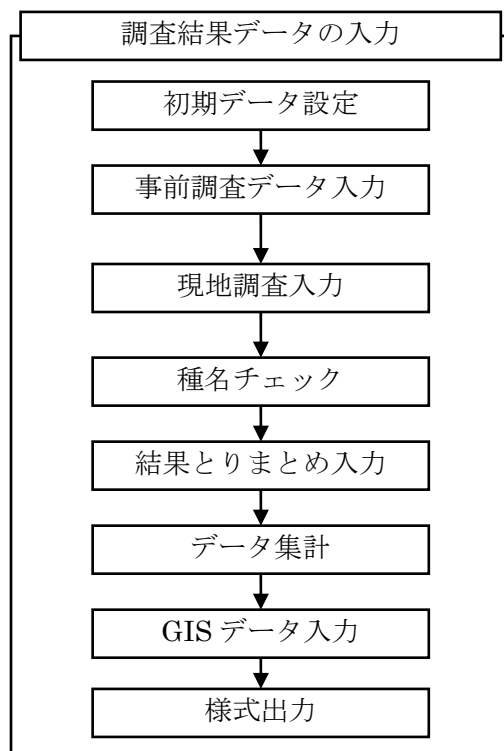 調査結果データの入力
初期データ設定
事前調査データ入力
現地調査入力
種名チェック
結果とりまとめ入力
データ集計
GIS データ入力
様式出力